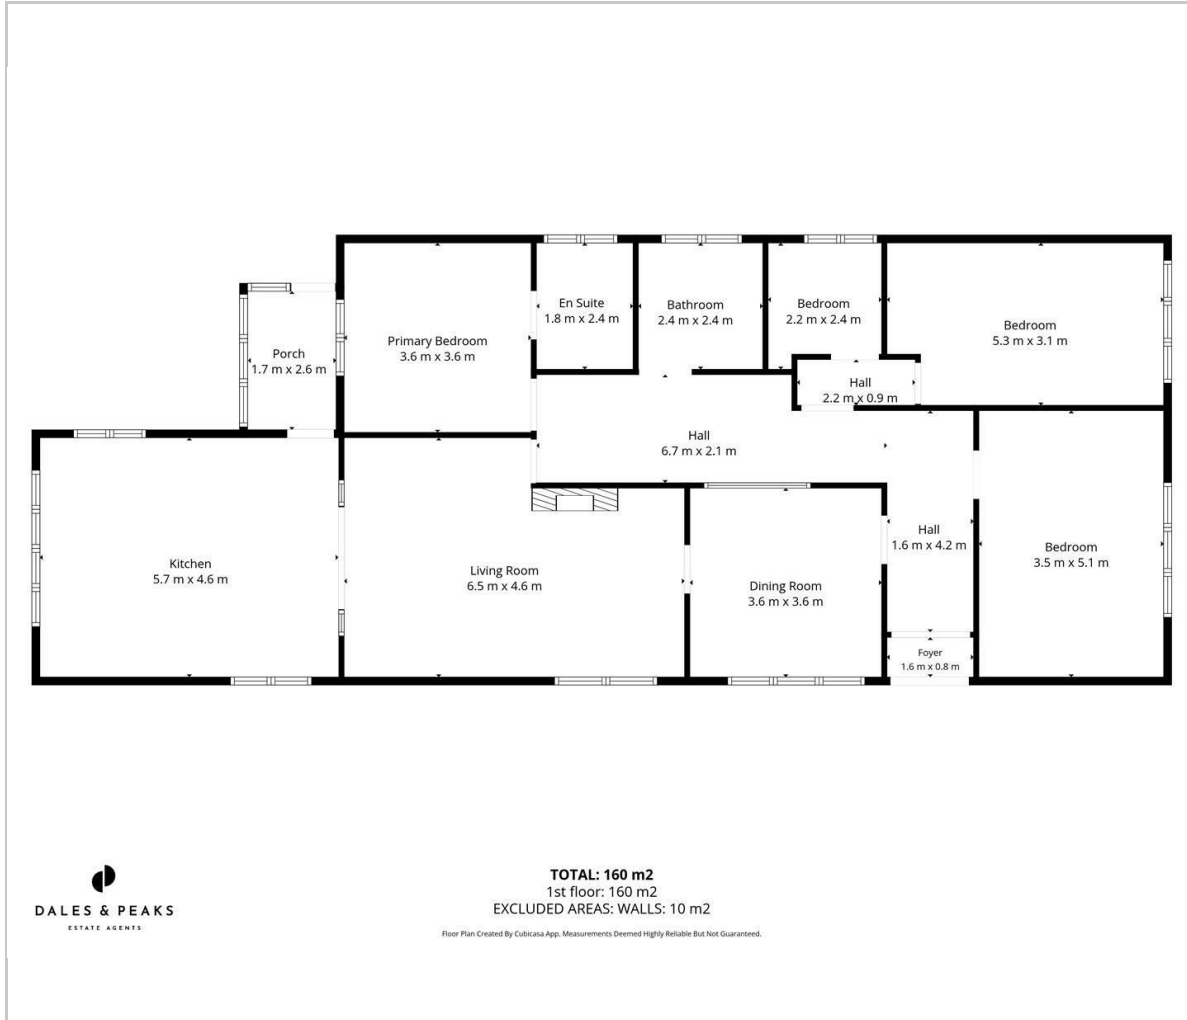 En Suite
1.8 m x 2.4 m
Bathroom
2.4 m x 2.4 m
Bedroom
2.2 m x 2.4 m
Bedroom
5.3 m x 3.1 m
Primary Bedroom
3.6 m x 3.6 m
Porch
1.7 m x 2.6 m
Hall
2.2 m x 0.9 m
Hall
6.7 m x 2.1 m
Kitchen
5.7 m x 4.6 m
Living Room
6.5 m x 4.6 m
Dining Room
3.6 m x 3.6 m
Hall
1.6 m x 4.2 m
Bedroom
3.5 m x 5.1 m
Foyer
1.6 m x 0.8 m
DALES & PEAKS
ESTATE AGENTS
TOTAL: 160 m2
1st floor: 160 m2
EXCLUDED AREAS: WALLS: 10 m2
Floor Plan Created By Cubicasa App. Measurements Deemed Highly Reliable But Not Guaranteed.